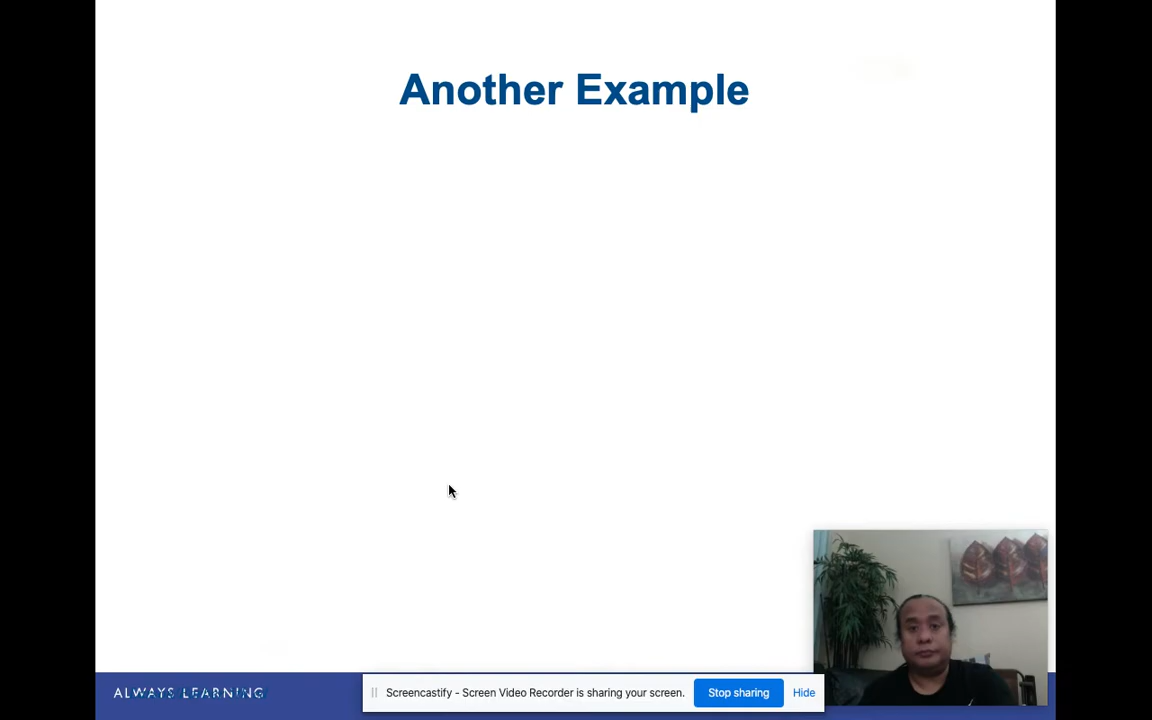 Another Example
ALWAYS LEARNING
Screencastify - Screen Video Recorder is sharing your screen.
Stop sharing
Hide